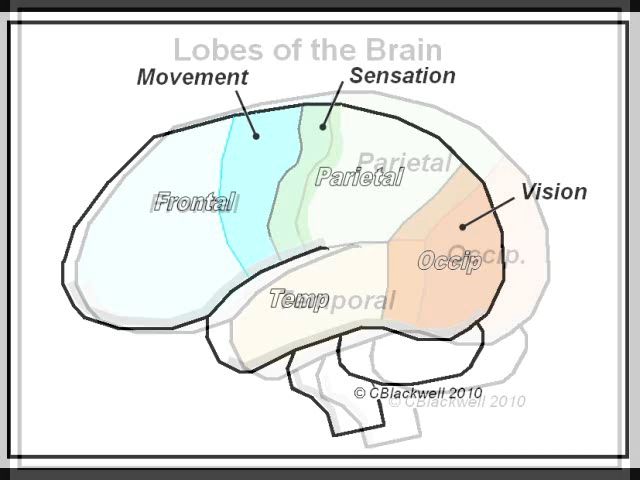 Lobes of the Brain
Movement
Sensation
Parietal
Parietal
Frontal
Vision
Occip.
Occip
Temp
Temporal
© CBlackwell 2010
© CBlackwell 2010